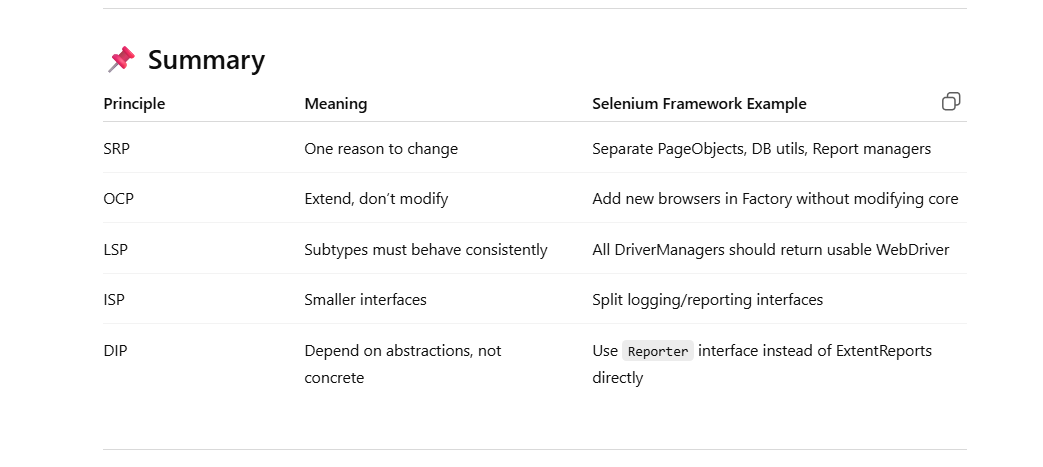 📌 Summary
Principle Meaning Selenium Framework Example
SRP One reason to change Separate PageObjects, DB utils, Report managers
OCP Extend, don’t modify Add new browsers in Factory without modifying core
LSP Subtypes must behave consistently All DriverManagers should return usable WebDriver
ISP Smaller interfaces Split logging/reporting interfaces
DIP Depend on abstractions, not Use Reporter interface instead of ExtentReports
concrete directly